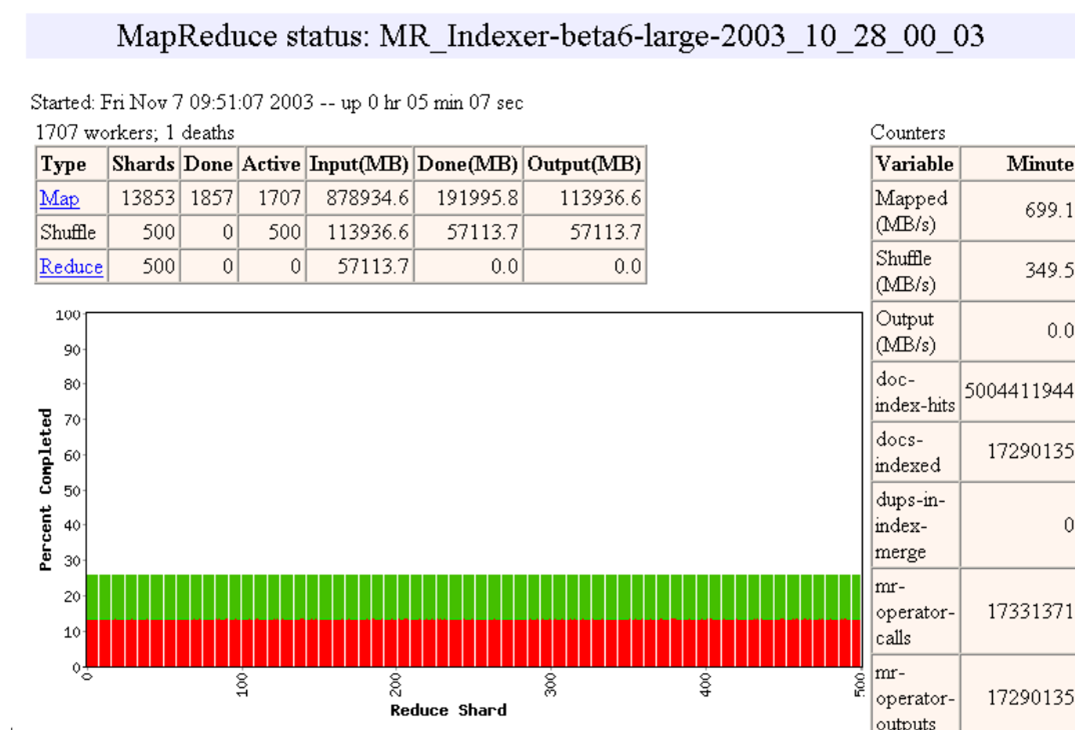 MapReduce status: MR_Indexer-beta6-large-2003_10_28_00_03
Started: Fri Nov 7 09:51:07 2003 -- up 0 hr 05 min 07 sec
1707 workers; 1 deaths
Type Shards Done Active Input(MB) Done(MB) Output(MB)
Map 13853 1857 1707 878934.6 191995.8 113936.6
Shuffle 500 0 500 113936.6 57113.7 57113.7
Reduce 500 0 0 57113.7 0.0 0.0
100
90
80
70
60
50
40
30
20
10
0
Percent Completed
0 100 200 300 400 500
Reduce Shard
Counters
Variable Minute
Mapped
(MB/s) 699.1
Shuffle
(MB/s) 349.5
Output
(MB/s) 0.0
doc-
index-hits 5004411944
docs-
indexed 17290135
dups-in-
index-
merge 0
mr-
operator-
calls 17331371
mr-
operator-
outputs 17290135